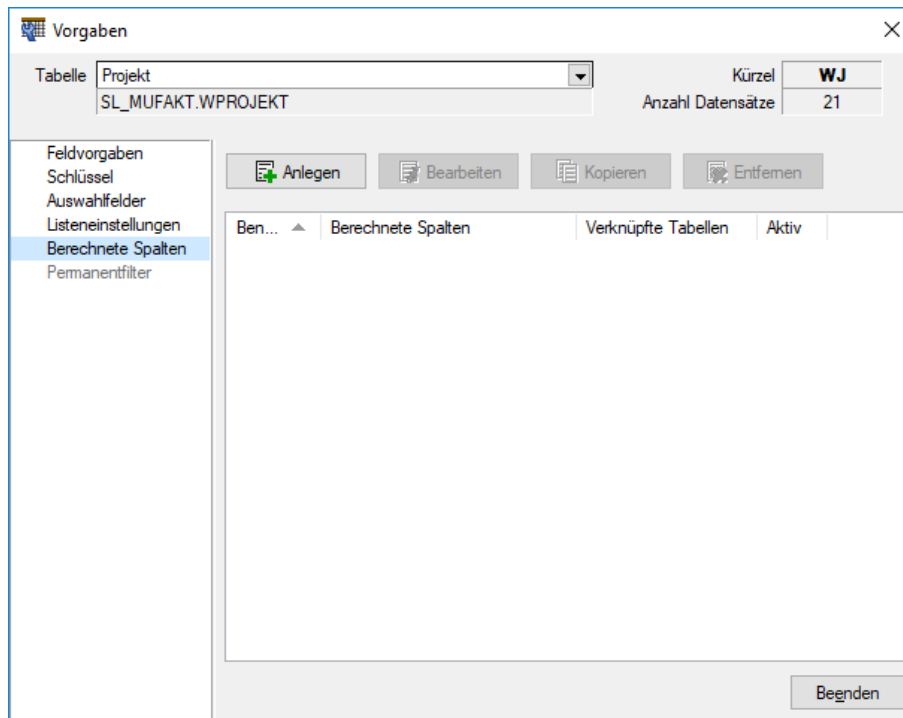 Vorgaben
Tabelle Projekt Kürzel WJ
SL_MUFAKT.WPROJEKT Anzahl Datensätze 21
Feldvorgaben
Schlüssel
Auswahlfelder
Listeneinstellungen
Berechnete Spalten
Permanentfilter
Anlegen Bearbeiten Kopieren Entfernen
Ben... Berechnete Spalten Verknüpfte Tabellen Aktiv
Beenden